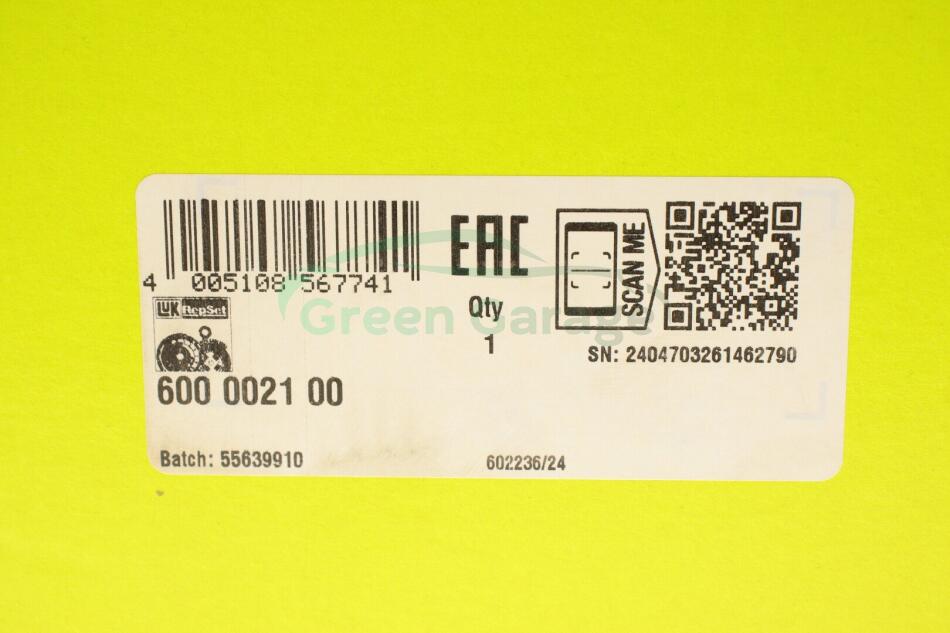 4 005108 567741
EAC
SCAN ME
LUK RepSet
Qty
1
Green Garage
SN: 2404703261462790
600 0021 00
Batch: 55639910
602236/24